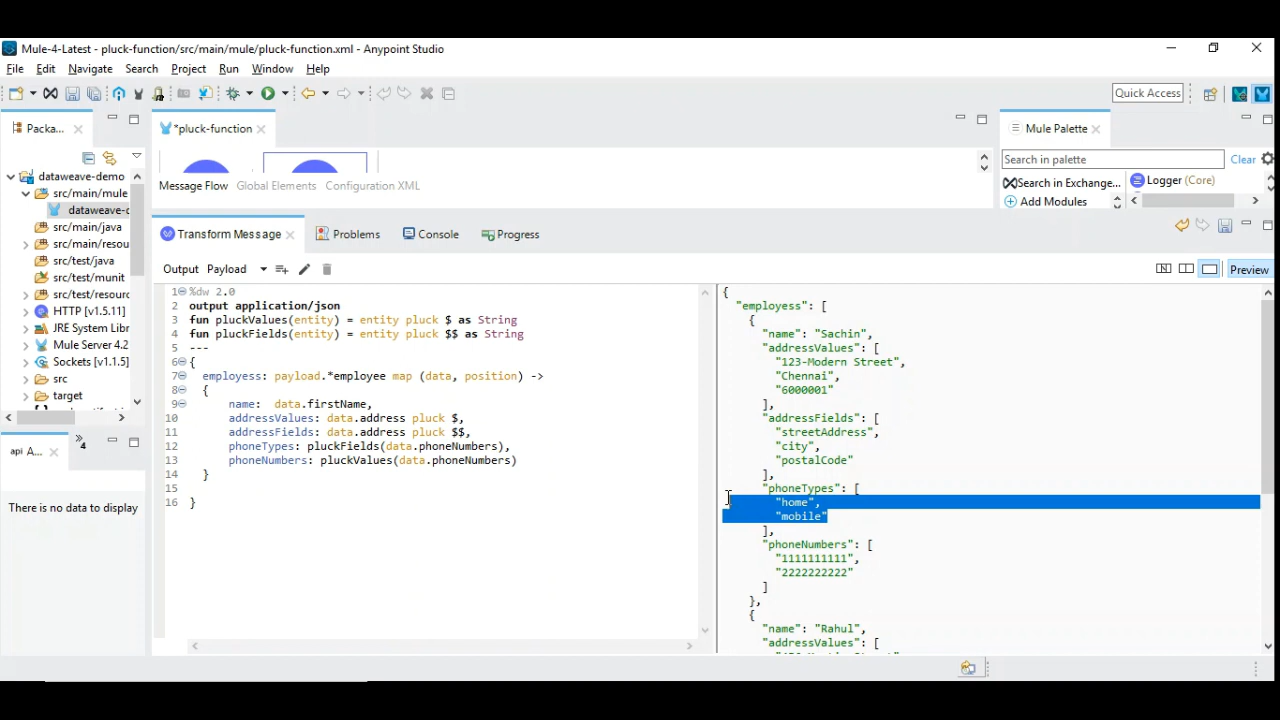 Mule-4-Latest - pluck-function/src/main/mule/pluck-function.xml - Anypoint Studio
File Edit Navigate Search Project Run Window Help
Quick Access
Packa...
*pluck-function
Mule Palette
Search in palette
Clear
dataweave-demo
src/main/mule
dataweave-d
src/main/java
src/main/resou
src/test/java
src/test/munit
src/test/resourc
HTTP [v1.5.11]
JRE System Libr
Mule Server 4.2
Sockets [v1.1.5]
src
target
Message Flow Global Elements Configuration XML
Search in Exchange...
Logger (Core)
Add Modules
Transform Message Problems Console Progress
Output Payload
Preview
1 %dw 2.0
2 output application/json
3 fun pluckValues(entity) = entity pluck $ as String
4 fun pluckFields(entity) = entity pluck $$ as String
5 ---
6 {
7 employess: payload.*employee map (data, position) ->
8 {
9 name: data.firstName,
10 addressValues: data.address pluck $,
11 addressFields: data.address pluck $$,
12 phoneTypes: pluckFields(data.phoneNumbers),
13 phoneNumbers: pluckValues(data.phoneNumbers)
14 }
15
16 }
{
"employess": [
{
"name": "Sachin",
"addressValues": [
"123-Modern Street",
"Chennai",
"6000001"
],
"addressFields": [
"streetAddress",
"city",
"postalCode"
],
"phoneTypes": [
"home",
"mobile"
],
"phoneNumbers": [
"1111111111",
"2222222222"
]
},
{
"name": "Rahul",
"addressValues": [
api A...
4
There is no data to display